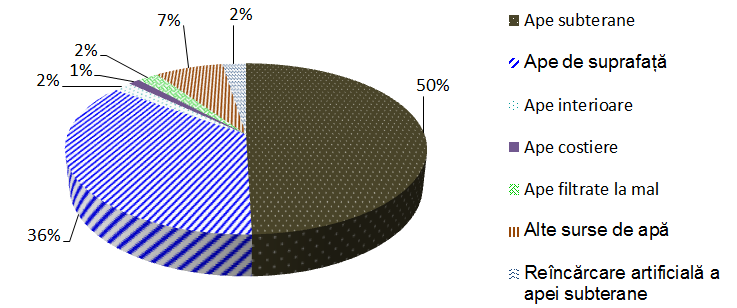 2%
7%
2%
1%
2%
50%
36%
Ape subterane
Ape de suprafață
Ape interioare
Ape costiere
Ape filtrate la mal
Alte surse de apă
Reîncărcare artificială a
apei subterane